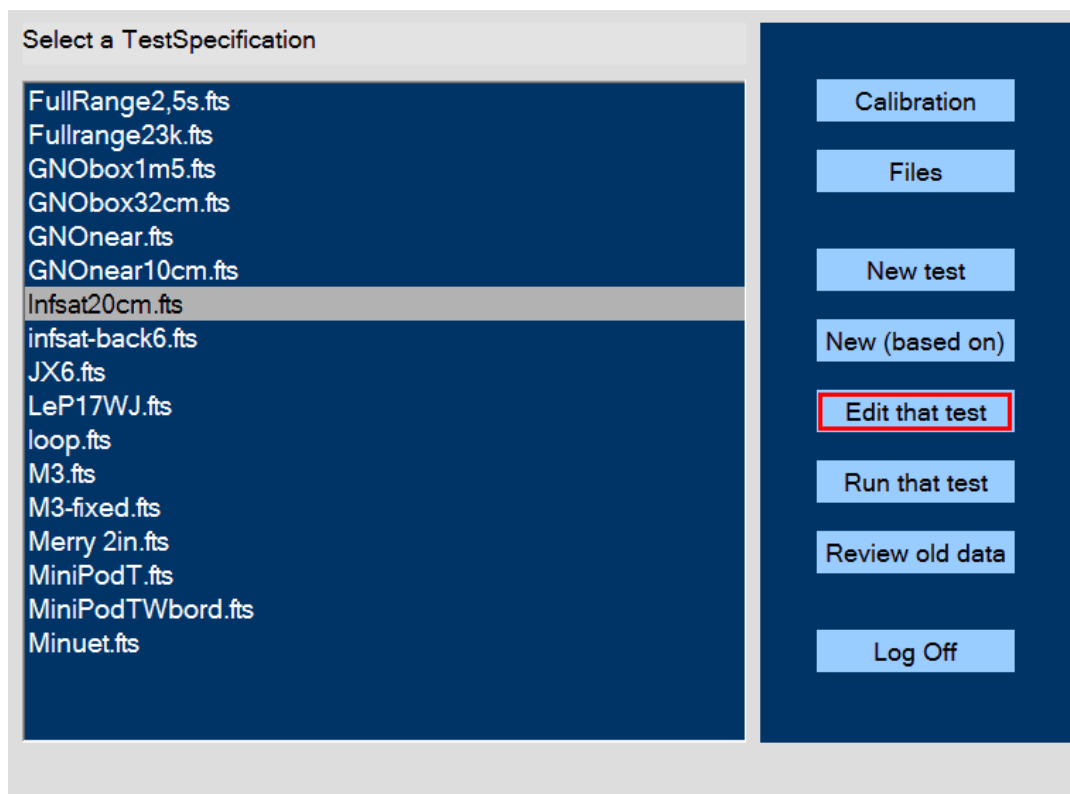 Select a TestSpecification
FullRange2,5s.fts
Fullrange23k.fts
GNObox1m5.fts
GNObox32cm.fts
GNOnear.fts
GNOnear10cm.fts
Infsat20cm.fts
infsat-back6.fts
JX6.fts
LeP17WJ.fts
loop.fts
M3.fts
M3-fixed.fts
Merry 2in.fts
MiniPodT.fts
MiniPodTWbord.fts
Minuet.fts
Calibration
Files
New test
New (based on)
Edit that test
Run that test
Review old data
Log Off